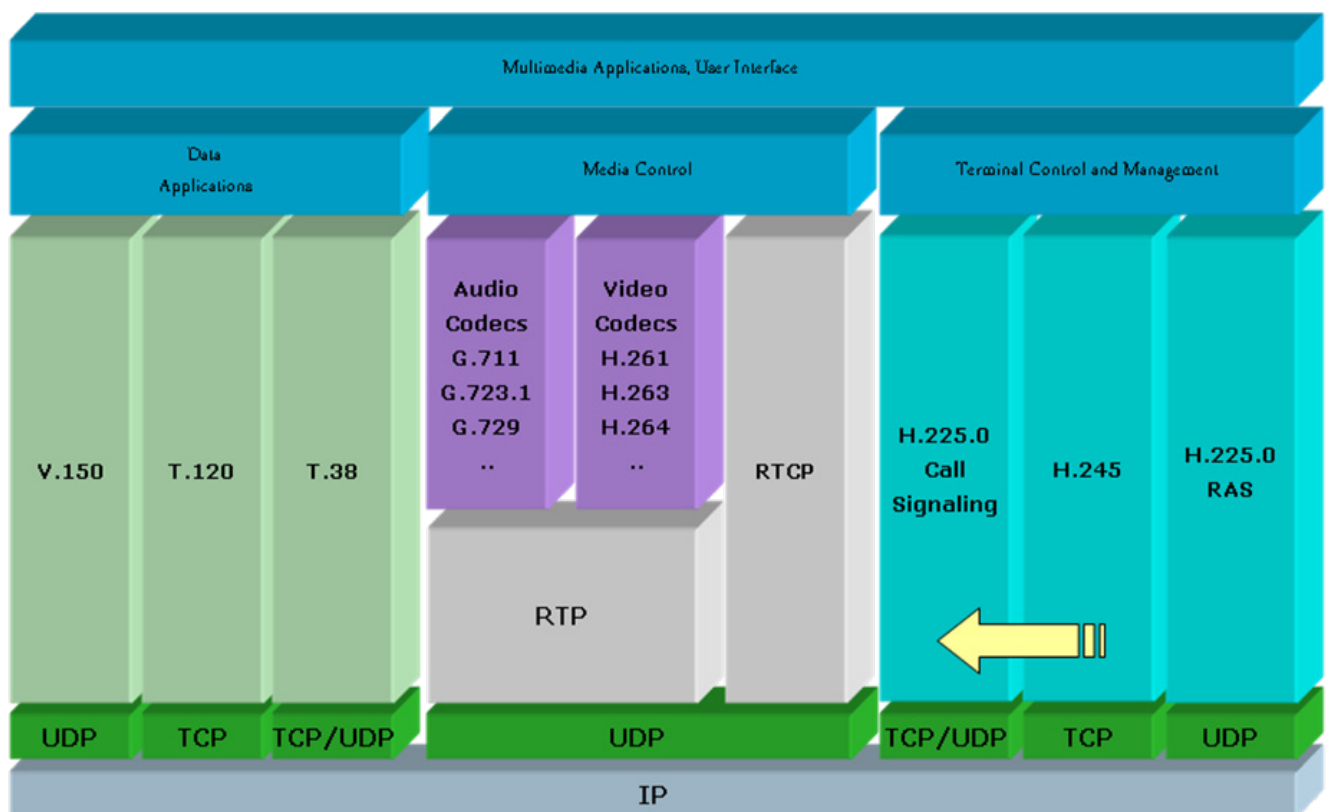 Multimedia Applications, User Interface
Data
Applications
Media Control
Terminal Control and Management
V.150
T.120
T.38
Audio
Codecs
G.711
G.723.1
G.729
..
Video
Codecs
H.261
H.263
H.264
..
RTCP
RTP
H.225.0
Call
Signaling
H.245
H.225.0
RAS
UDP
TCP
TCP/UDP
UDP
TCP/UDP
TCP
UDP
IP